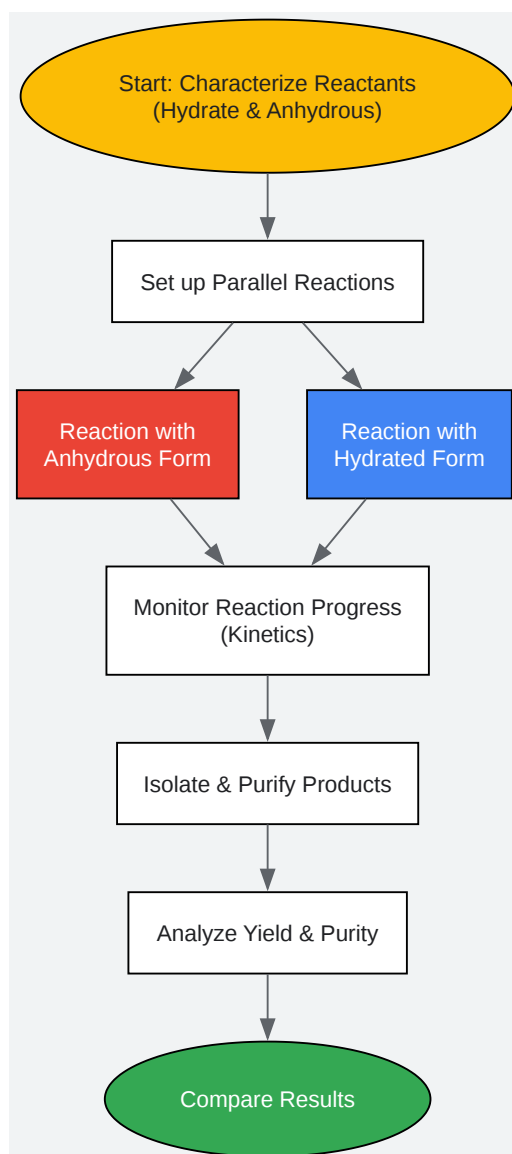 Start: Characterize Reactants
(Hydrate & Anhydrous)
Set up Parallel Reactions
Reaction with
Anhydrous Form
Reaction with
Hydrated Form
Monitor Reaction Progress
(Kinetics)
Isolate & Purify Products
Analyze Yield & Purity
Compare Results